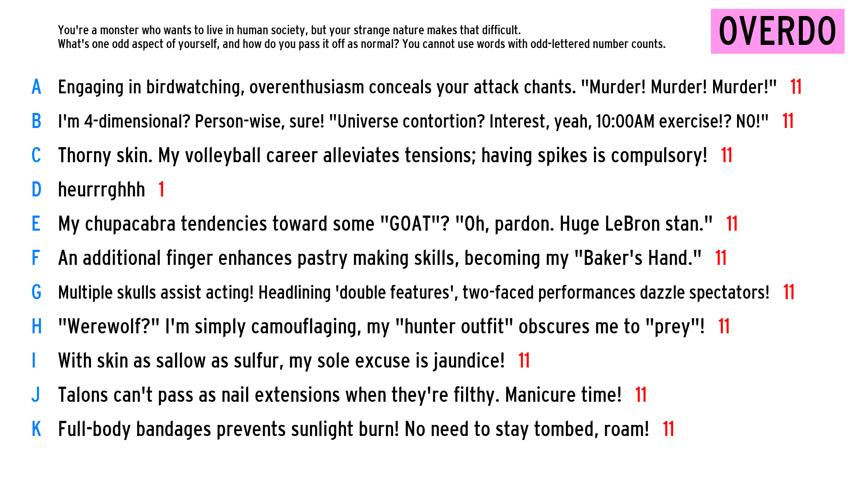 You're a monster who wants to live in human society, but your strange nature makes that difficult.
What's one odd aspect of yourself, and how do you pass it off as normal? You cannot use words with odd-lettered number counts.
OVERDO
A Engaging in birdwatching, overenthusiasm conceals your attack chants. "Murder! Murder! Murder!" 11
B I'm 4-dimensional? Person-wise, sure! "Universe contortion? Interest, yeah, 10:00AM exercise!? NO!" 11
C Thorny skin. My volleyball career alleviates tensions; having spikes is compulsory! 11
D heurrrghhh 1
E My chupacabra tendencies toward some "GOAT"? "Oh, pardon. Huge LeBron stan." 11
F An additional finger enhances pastry making skills, becoming my "Baker's Hand." 11
G Multiple skulls assist acting! Headlining 'double features', two-faced performances dazzle spectators! 11
H "Werewolf?" I'm simply camouflaging, my "hunter outfit" obscures me to "prey"! 11
I With skin as sallow as sulfur, my sole excuse is jaundice! 11
J Talons can't pass as nail extensions when they're filthy. Manicure time! 11
K Full-body bandages prevents sunlight burn! No need to stay tombed, roam! 11